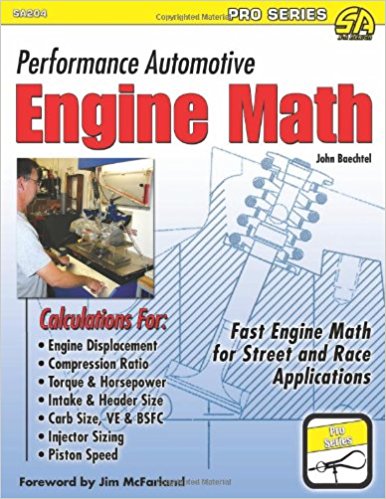 SA204
PRO SERIES
SA
Performance Automotive
Engine Math
John Baechtel
Calculations For:
• Engine Displacement
• Compression Ratio
• Torque & Horsepower
• Intake & Header Size
• Carb Size, VE & BSFC
• Injector Sizing
• Piston Speed
Fast Engine Math
for Street and Race
Applications
Pro
Series
Foreword by Jim McFarland